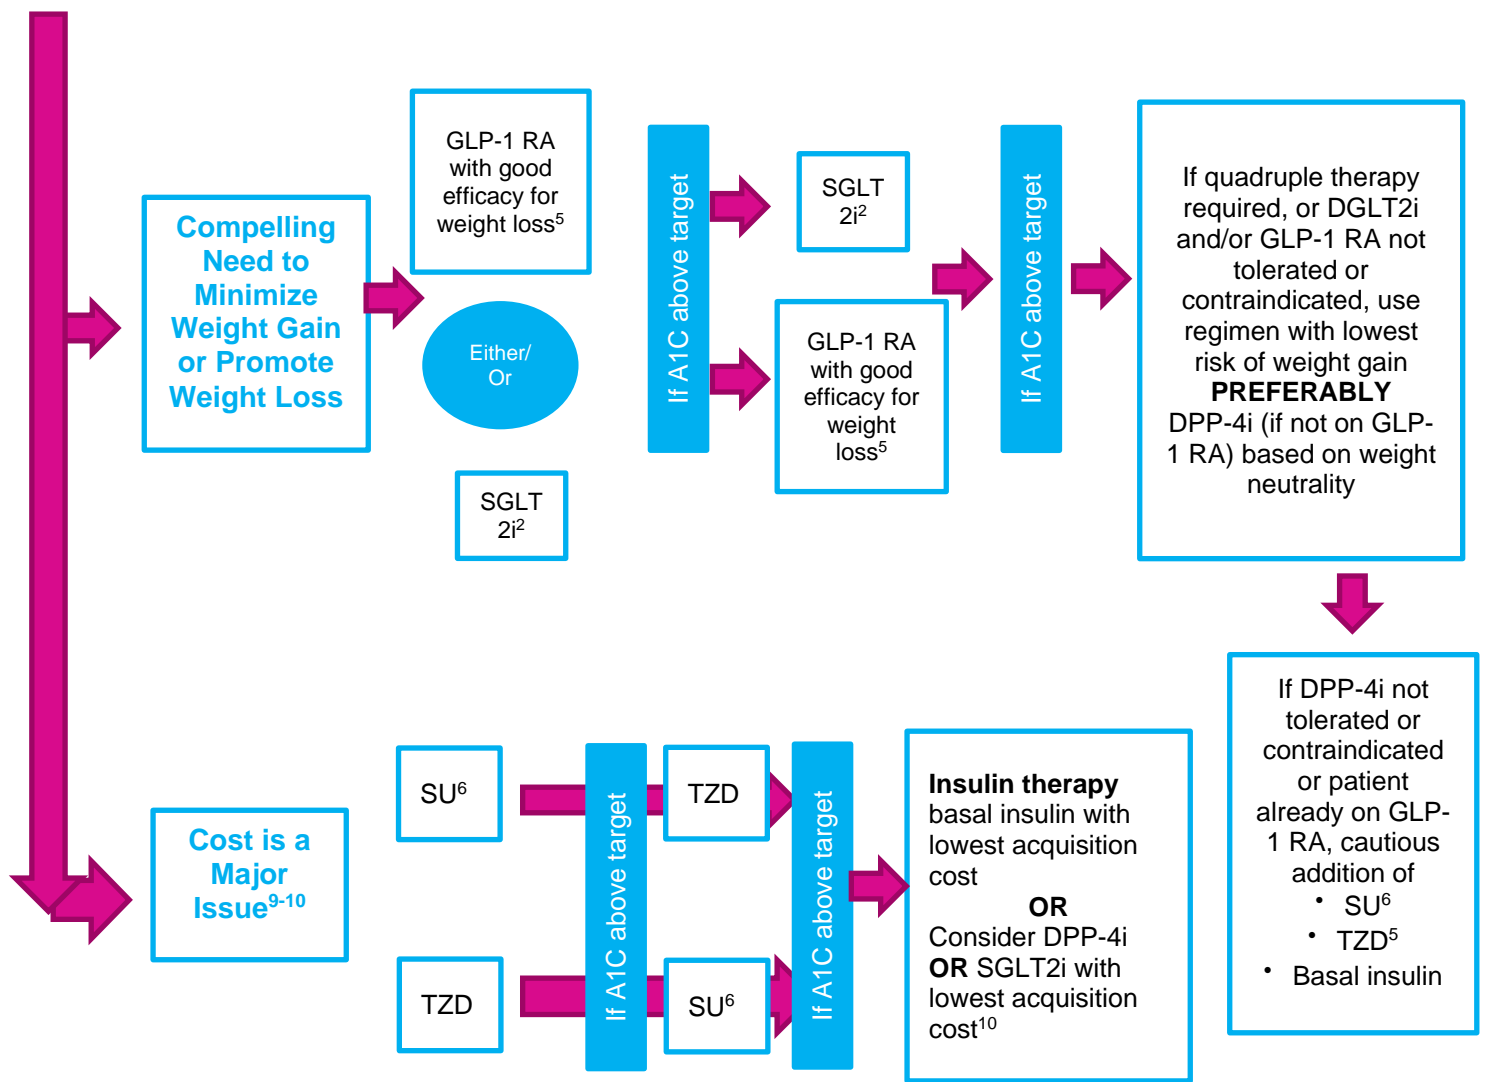 Compelling
Need to
Minimize
Weight Gain
or Promote
Weight Loss
GLP-1 RA
with good
efficacy for
weight loss⁵
Either/
Or
SGLT
2i²
If A1C above target
SGLT
2i²
GLP-1 RA
with good
efficacy for
weight
loss⁵
If A1C above target
If quadruple therapy
required, or DGLT2i
and/or GLP-1 RA not
tolerated or
contraindicated, use
regimen with lowest
risk of weight gain
PREFERABLY
DPP-4i (if not on GLP-
1 RA) based on weight
neutrality
If DPP-4i not
tolerated or
contraindicated
or patient
already on GLP-
1 RA, cautious
addition of
• SU⁶
• TZD⁵
• Basal insulin
Cost is a
Major
Issue⁹⁻¹⁰
SU⁶
TZD
If A1C above target
TZD
SU⁶
If A1C above target
Insulin therapy
basal insulin with
lowest acquisition
cost
OR
Consider DPP-4i
OR SGLT2i with
lowest acquisition
cost¹⁰